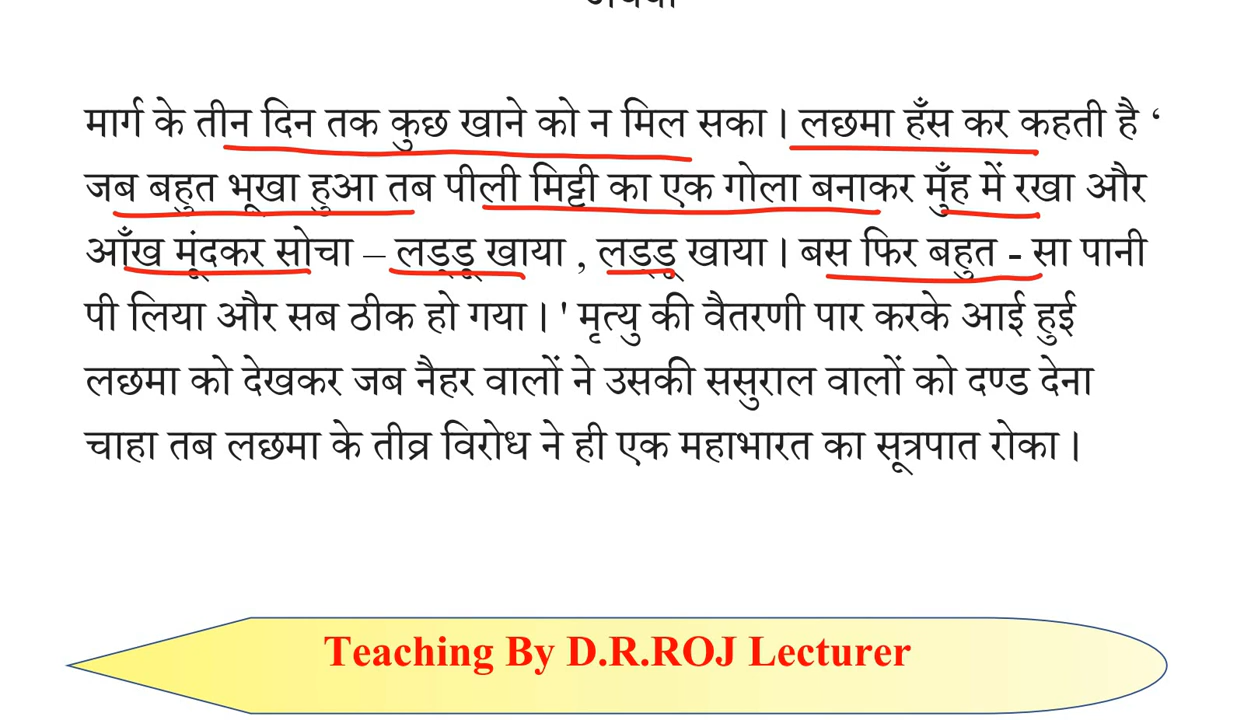 मार्ग के तीन दिन तक कुछ खाने को न मिल सका। लछमा हँस कर कहती है ‘
जब बहुत भूखा हुआ तब पीली मिट्टी का एक गोला बनाकर मुँह में रखा और
आँख मूंदकर सोचा – लड्डू खाया , लड्डू खाया। बस फिर बहुत - सा पानी
पी लिया और सब ठीक हो गया। ' मृत्यु की वैतरणी पार करके आई हुई
लछमा को देखकर जब नैहर वालों ने उसकी ससुराल वालों को दण्ड देना
चाहा तब लछमा के तीव्र विरोध ने ही एक महाभारत का सूत्रपात रोका।
Teaching By D.R.ROJ Lecturer